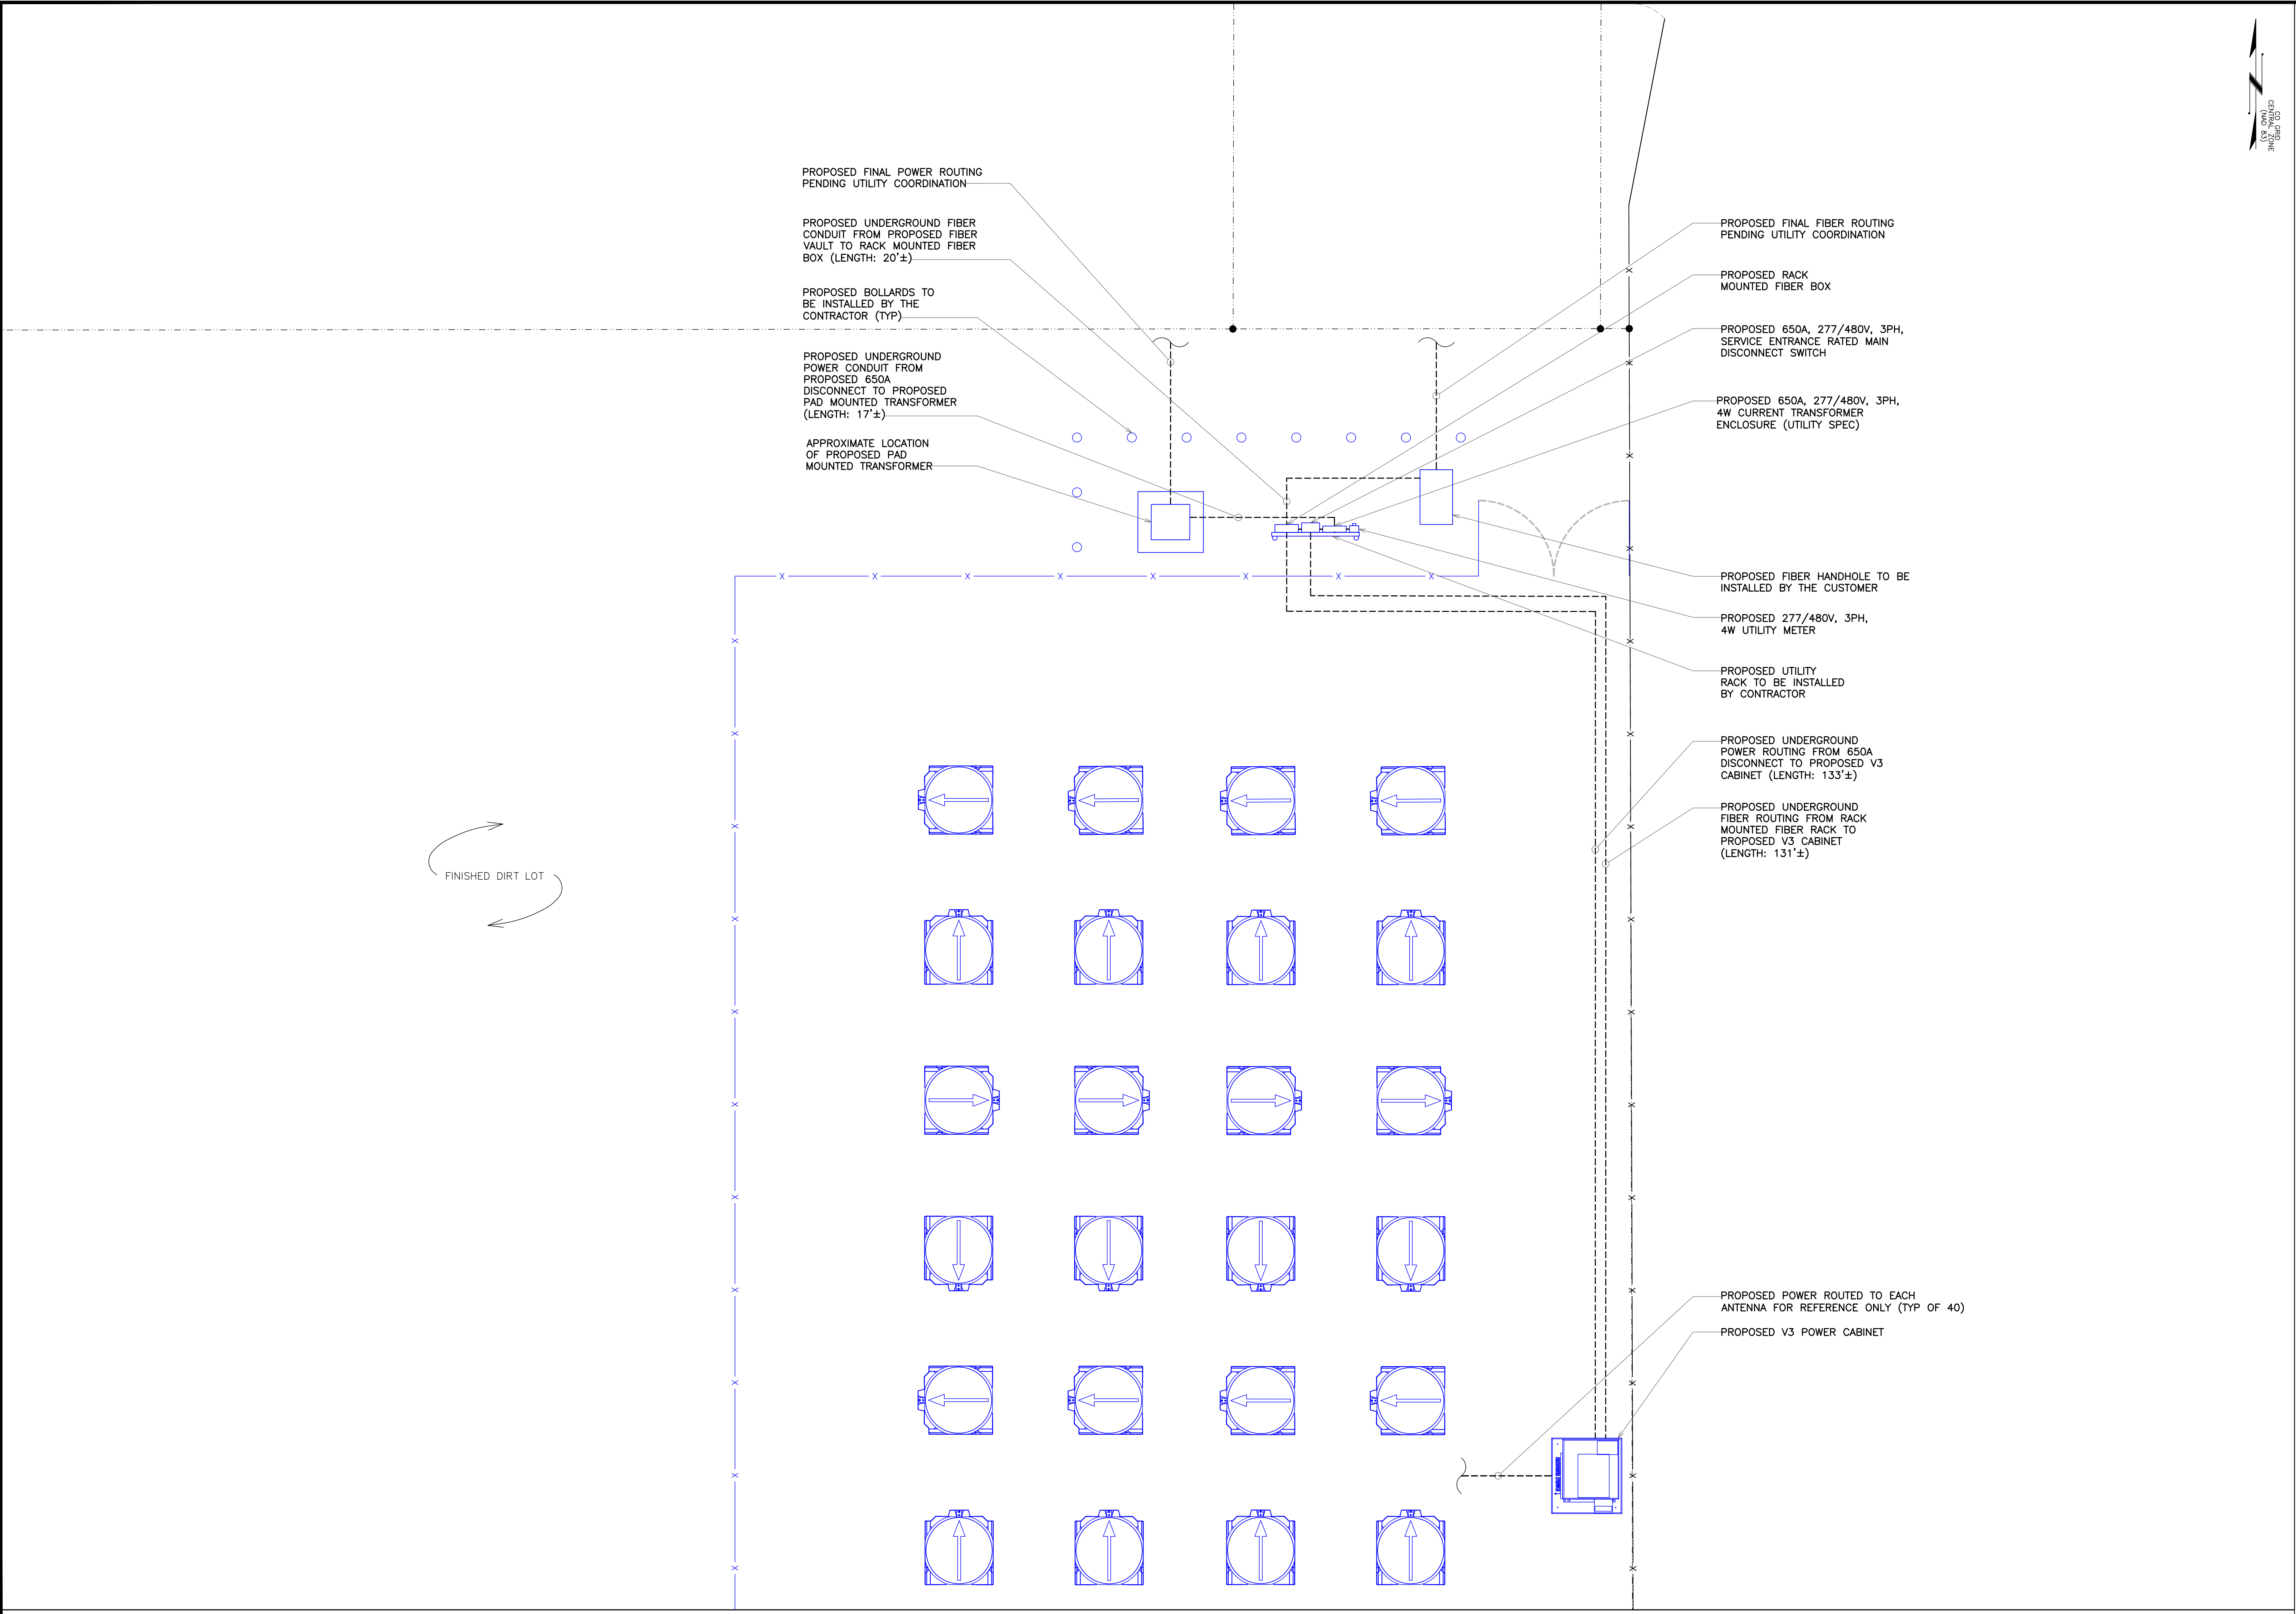 CO GRID
CENTRAL ZONE
(NAD 83)
PROPOSED FINAL POWER ROUTING
PENDING UTILITY COORDINATION
PROPOSED UNDERGROUND FIBER
CONDUIT FROM PROPOSED FIBER
VAULT TO RACK MOUNTED FIBER
BOX (LENGTH: 20'±)
PROPOSED BOLLARDS TO
BE INSTALLED BY THE
CONTRACTOR (TYP)
PROPOSED UNDERGROUND
POWER CONDUIT FROM
PROPOSED 650A
DISCONNECT TO PROPOSED
PAD MOUNTED TRANSFORMER
(LENGTH: 17'±)
APPROXIMATE LOCATION
OF PROPOSED PAD
MOUNTED TRANSFORMER
PROPOSED FINAL FIBER ROUTING
PENDING UTILITY COORDINATION
PROPOSED RACK
MOUNTED FIBER BOX
PROPOSED 650A, 277/480V, 3PH,
SERVICE ENTRANCE RATED MAIN
DISCONNECT SWITCH
PROPOSED 650A, 277/480V, 3PH,
4W CURRENT TRANSFORMER
ENCLOSURE (UTILITY SPEC)
PROPOSED FIBER HANDHOLE TO BE
INSTALLED BY THE CUSTOMER
PROPOSED 277/480V, 3PH,
4W UTILITY METER
PROPOSED UTILITY
RACK TO BE INSTALLED
BY CONTRACTOR
PROPOSED UNDERGROUND
POWER ROUTING FROM 650A
DISCONNECT TO PROPOSED V3
CABINET (LENGTH: 133'±)
PROPOSED UNDERGROUND
FIBER ROUTING FROM RACK
MOUNTED FIBER RACK TO
PROPOSED V3 CABINET
(LENGTH: 131'±)
FINISHED DIRT LOT
PROPOSED POWER ROUTED TO EACH
ANTENNA FOR REFERENCE ONLY (TYP OF 40)
PROPOSED V3 POWER CABINET